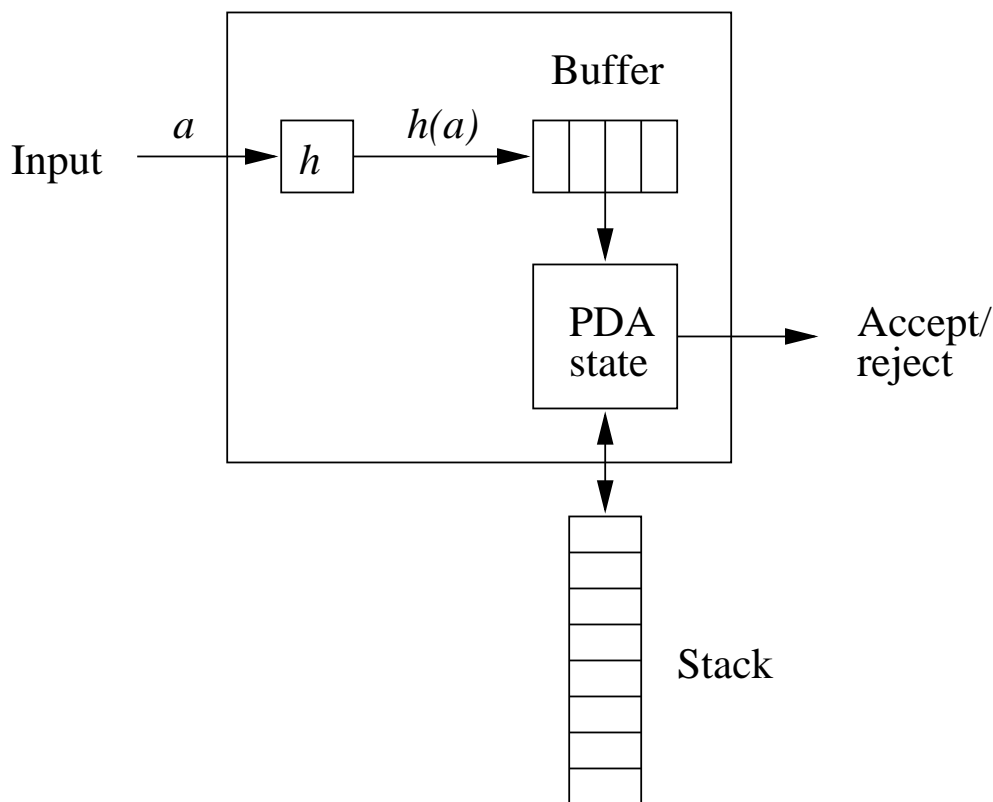 Buffer
a
h(a)
Input
h
PDA
state
Accept/
reject
Stack